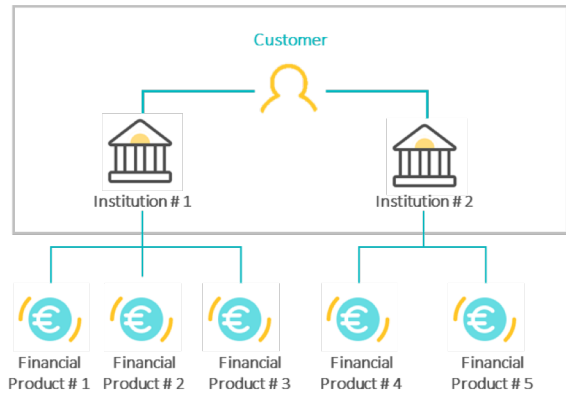 Customer
Institution # 1
Institution # 2
Financial
Product # 1
Financial
Product # 2
Financial
Product # 3
Financial
Product # 4
Financial
Product # 5